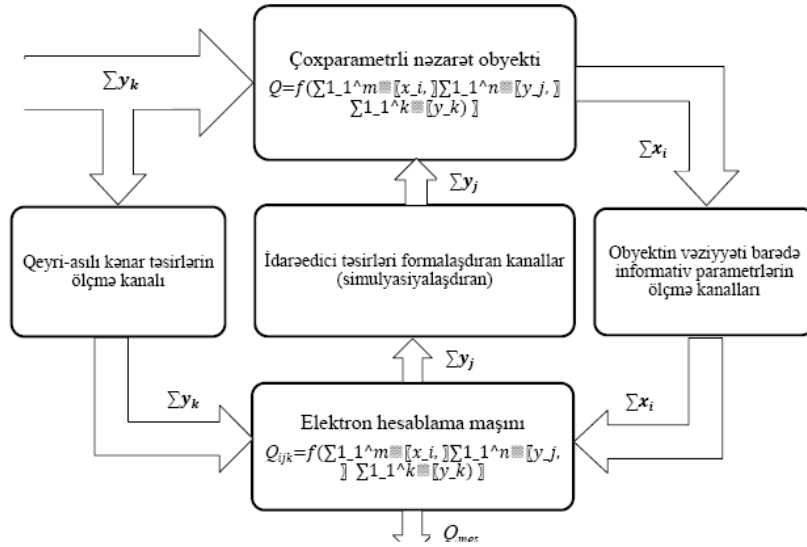 Çoxparametrli nəzarət obyekti
Q=f(∑1_1^m▒〖x_i, 〗∑1_1^n▒〖y_j, 〗
∑1_1^k▒〖y_k) 〗
∑yₖ
∑xᵢ
∑yⱼ
Qeyri-asılı kənar təsirlərin
ölçmə kanalı
İdarəedici təsirləri formalaşdıran kanallar
(simulyasiyalaşdıran)
Obyektin vəziyyəti barədə
informativ parametrlərin
ölçmə kanalları
∑yⱼ
∑yₖ
∑xᵢ
Elektron hesablama maşını
Qᵢⱼₖ=f(∑1_1^m▒〖x_i, 〗∑1_1^n▒〖y_j,
〗 ∑1_1^k▒〖y_k) 〗